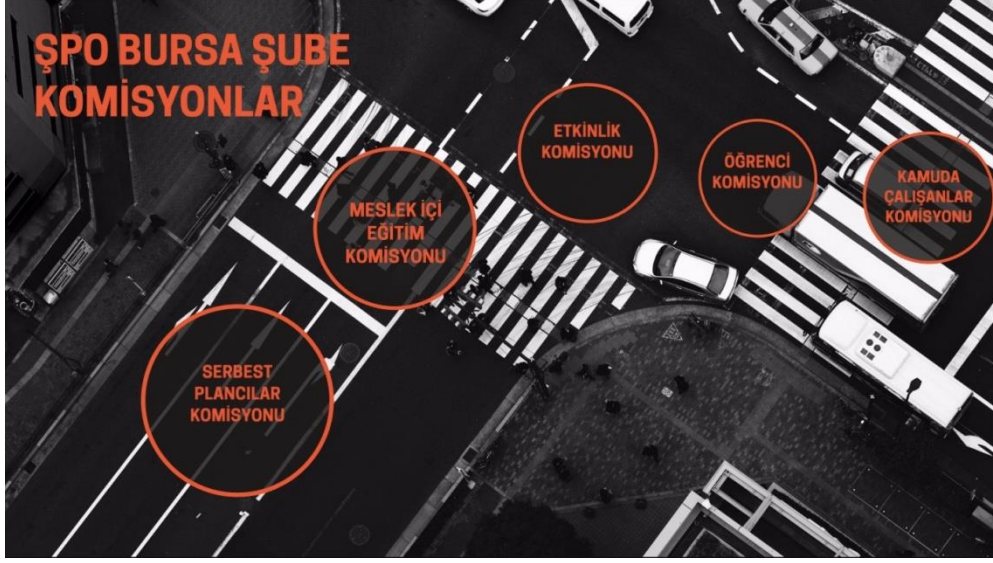 ŞPO BURSA ŞUBE
KOMİSYONLAR
SERBEST
PLANCILAR
KOMİSYONU
MESLEK İÇİ
EĞİTİM
KOMİSYONU
ETKİNLİK
KOMİSYONU
ÖĞRENCİ
KOMİSYONU
KAMUDA
ÇALIŞANLAR
KOMİSYONU